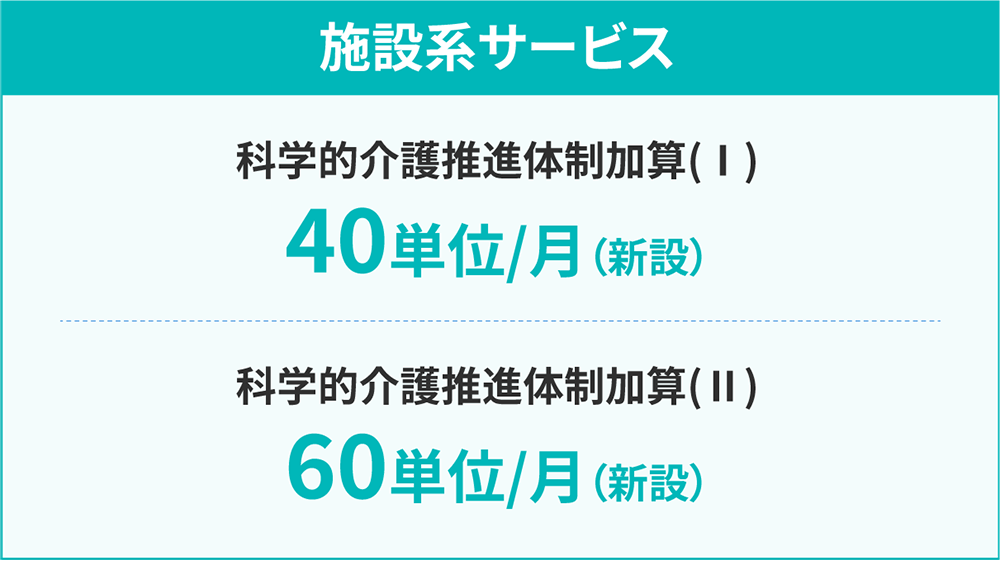 施設系サービス
科学的介護推進体制加算(Ⅰ)
40単位/月（新設）
科学的介護推進体制加算(Ⅱ)
60単位/月（新設）